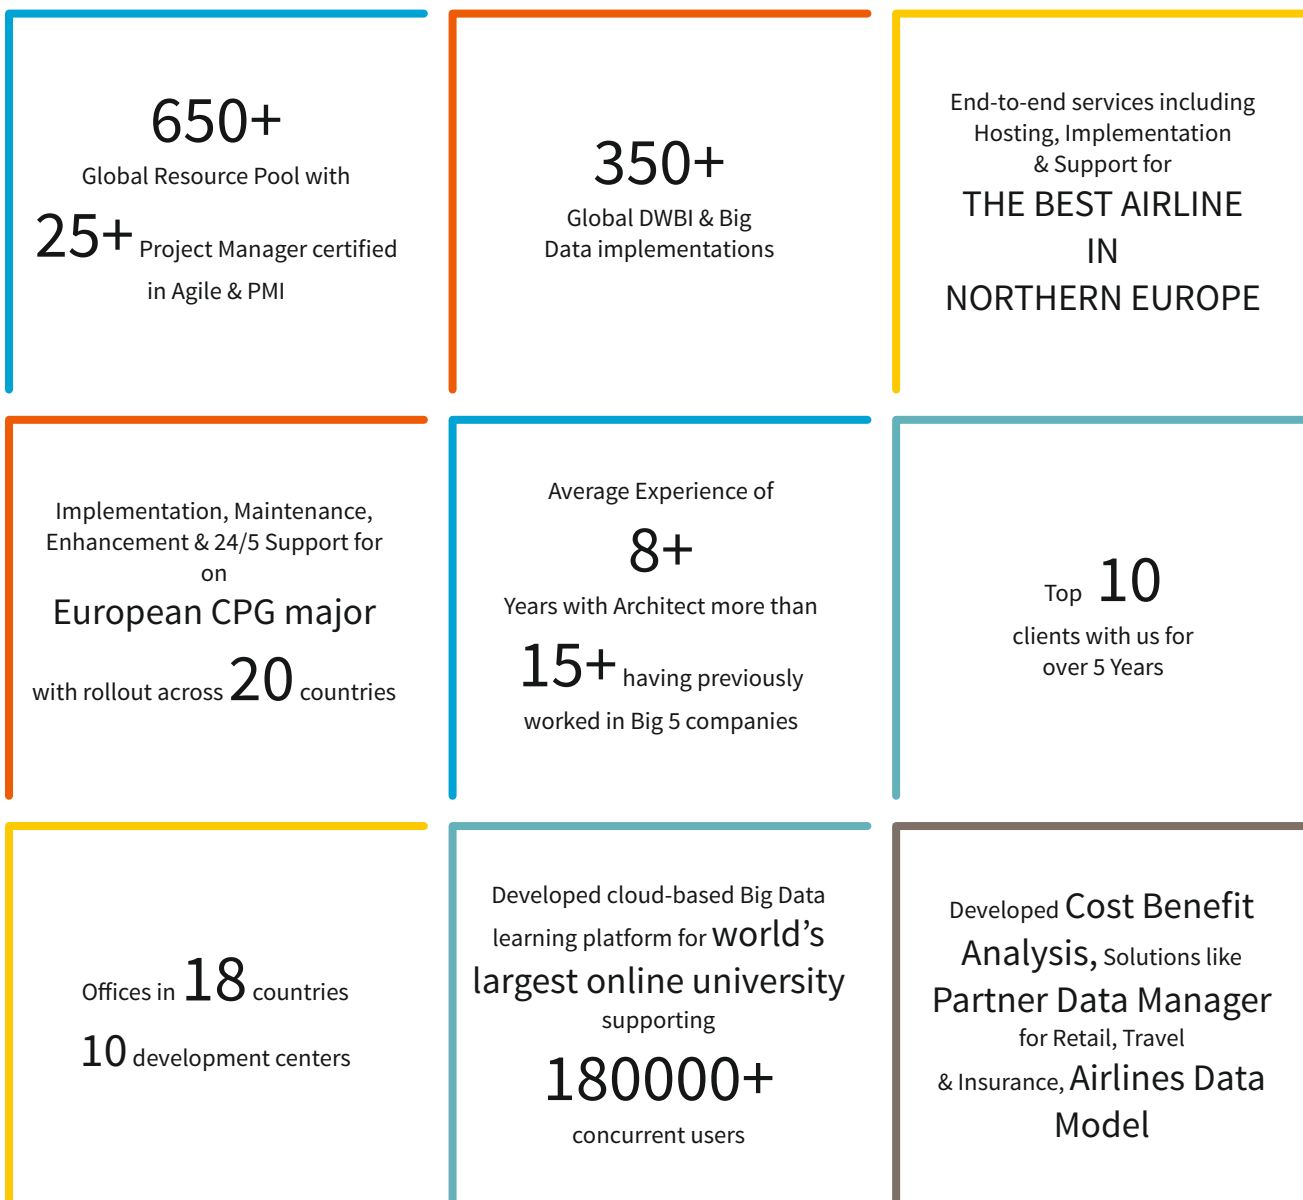 650+
Global Resource Pool with
25+ Project Manager certified
in Agile & PMI
350+
Global DWBI & Big
Data implementations
End-to-end services including
Hosting, Implementation
& Support for
THE BEST AIRLINE
IN
NORTHERN EUROPE
Implementation, Maintenance,
Enhancement & 24/5 Support for
on
European CPG major
with rollout across 20 countries
Average Experience of
8+
Years with Architect more than
15+ having previously
worked in Big 5 companies
Top 10
clients with us for
over 5 Years
Offices in 18 countries
10 development centers
Developed cloud-based Big Data
learning platform for world’s
largest online university
supporting
180000+
concurrent users
Developed Cost Benefit
Analysis, Solutions like
Partner Data Manager
for Retail, Travel
& Insurance, Airlines Data
Model